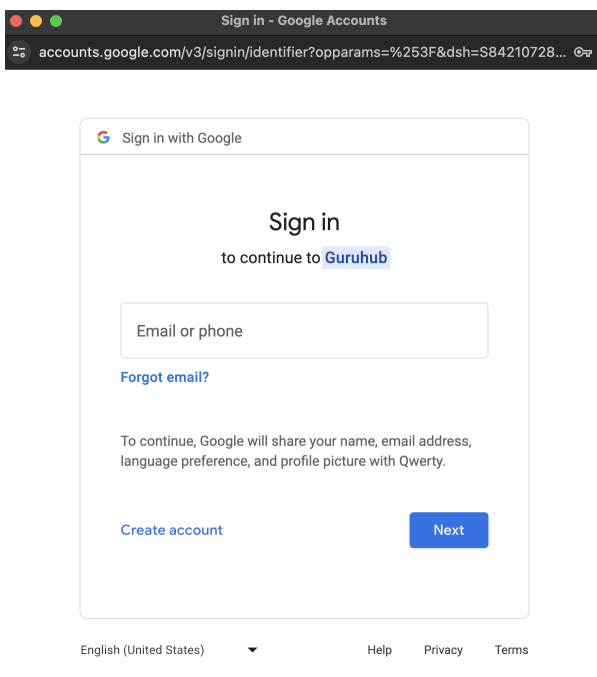 Sign in - Google Accounts
accounts.google.com/v3/signin/identifier?opparams=%253F&dsh=S84210728...
Sign in with Google
Sign in
to continue to Guruhub
Email or phone
Forgot email?
To continue, Google will share your name, email address,
language preference, and profile picture with Qwerty.
Create account Next
English (United States) Help Privacy Terms